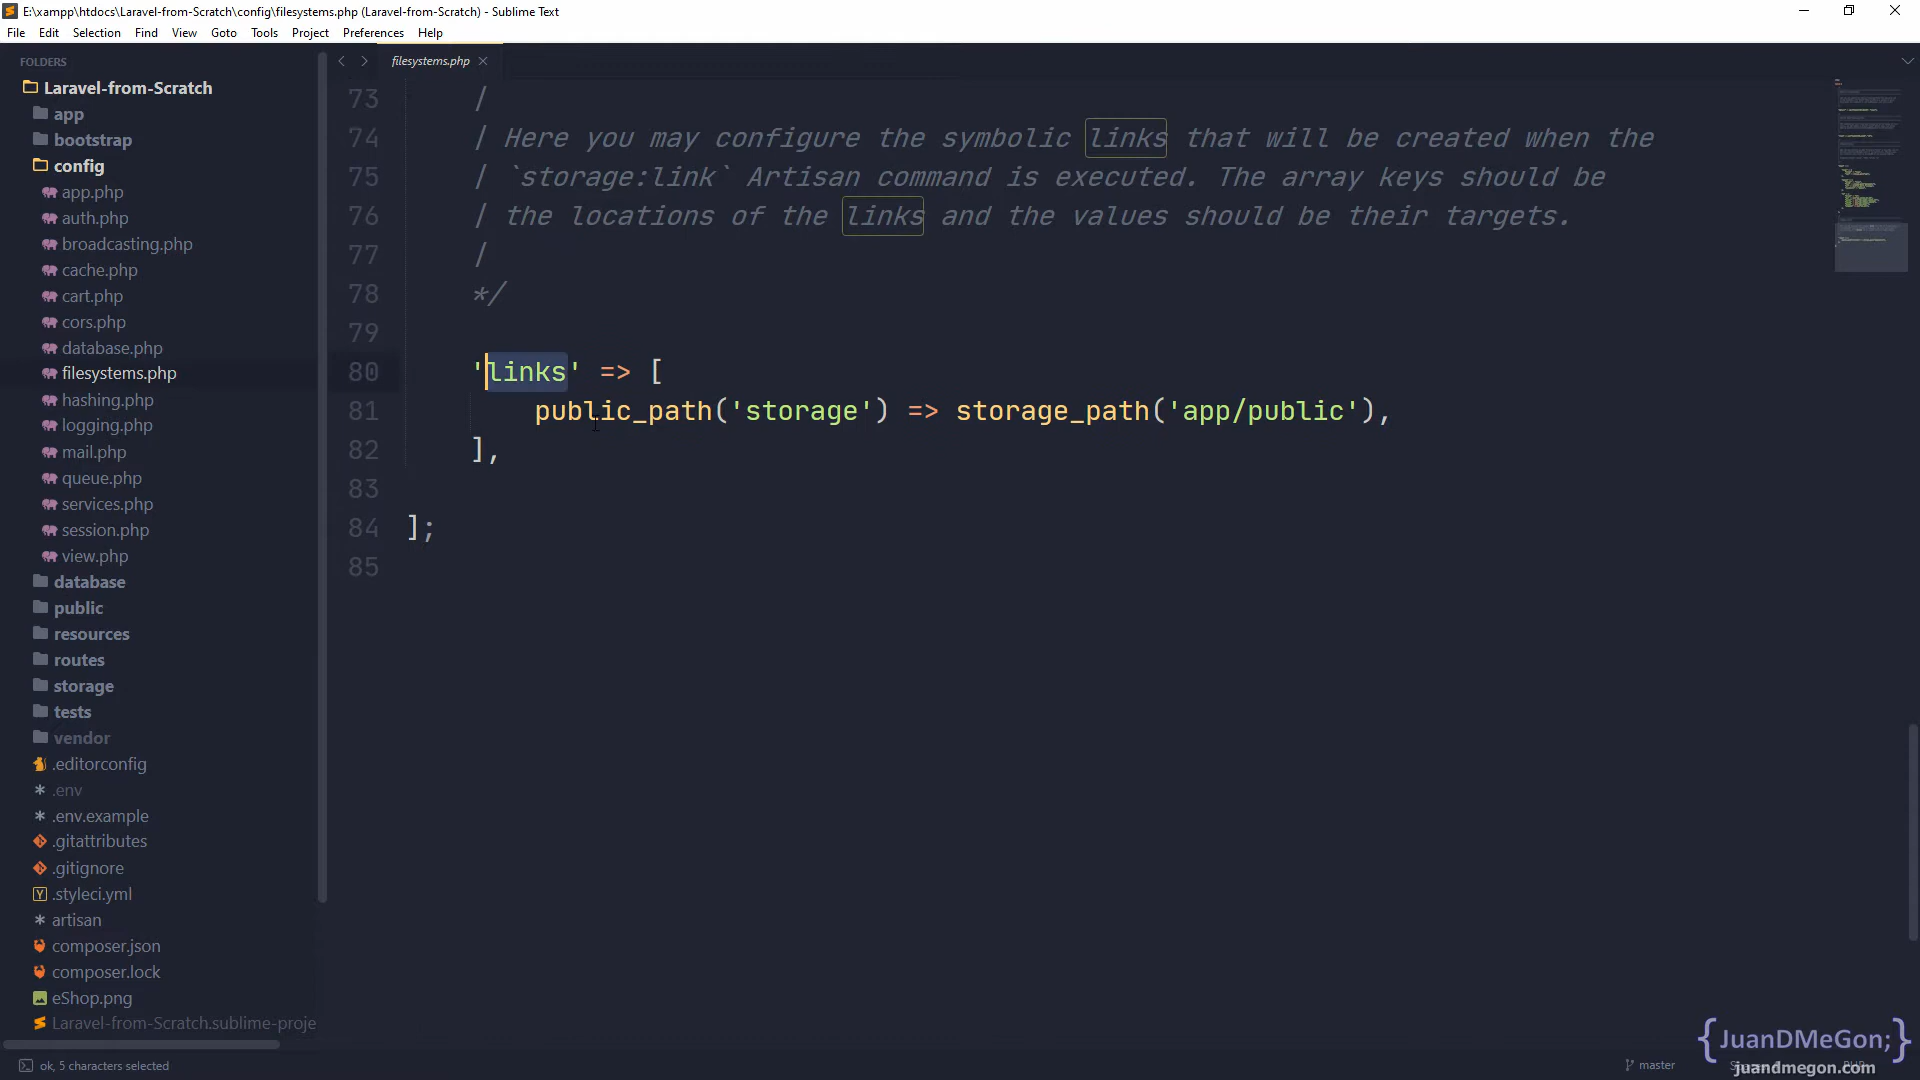 E:\xampp\htdocs\Laravel-from-Scratch\config\filesystems.php (Laravel-from-Scratch) - Sublime Text
File Edit Selection Find View Goto Tools Project Preferences Help
FOLDERS
Laravel-from-Scratch
app
bootstrap
config
app.php
auth.php
broadcasting.php
cache.php
cart.php
cors.php
database.php
filesystems.php
hashing.php
logging.php
mail.php
queue.php
services.php
session.php
view.php
database
public
resources
routes
storage
tests
vendor
.editorconfig
.env
.env.example
.gitattributes
.gitignore
.styleci.yml
artisan
composer.json
composer.lock
eShop.png
Laravel-from-Scratch.sublime-proje
filesystems.php
73 |
74 | Here you may configure the symbolic links that will be created when the
75 | `storage:link` Artisan command is executed. The array keys should be
76 | the locations of the links and the values should be their targets.
77 |
78 */
79
80 'links' => [
81 public_path('storage') => storage_path('app/public'),
82 ],
83
84 ];
85
ok, 5 characters selected
master
{JuanDMeGon;}
juandmegon.com